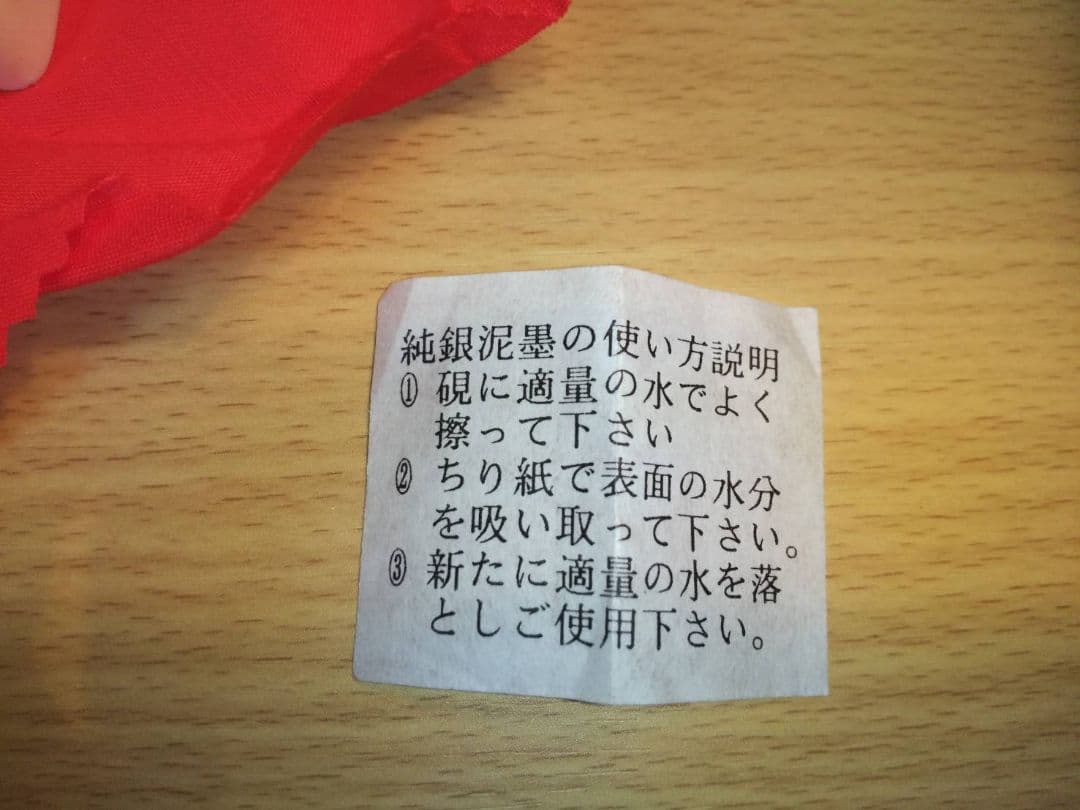 純銀泥墨の使い方説明
① 硯に適量の水でよく
擦って下さい
② ちり紙で表面の水分
を吸い取って下さい。
③ 新たに適量の水を落
としご使用下さい。